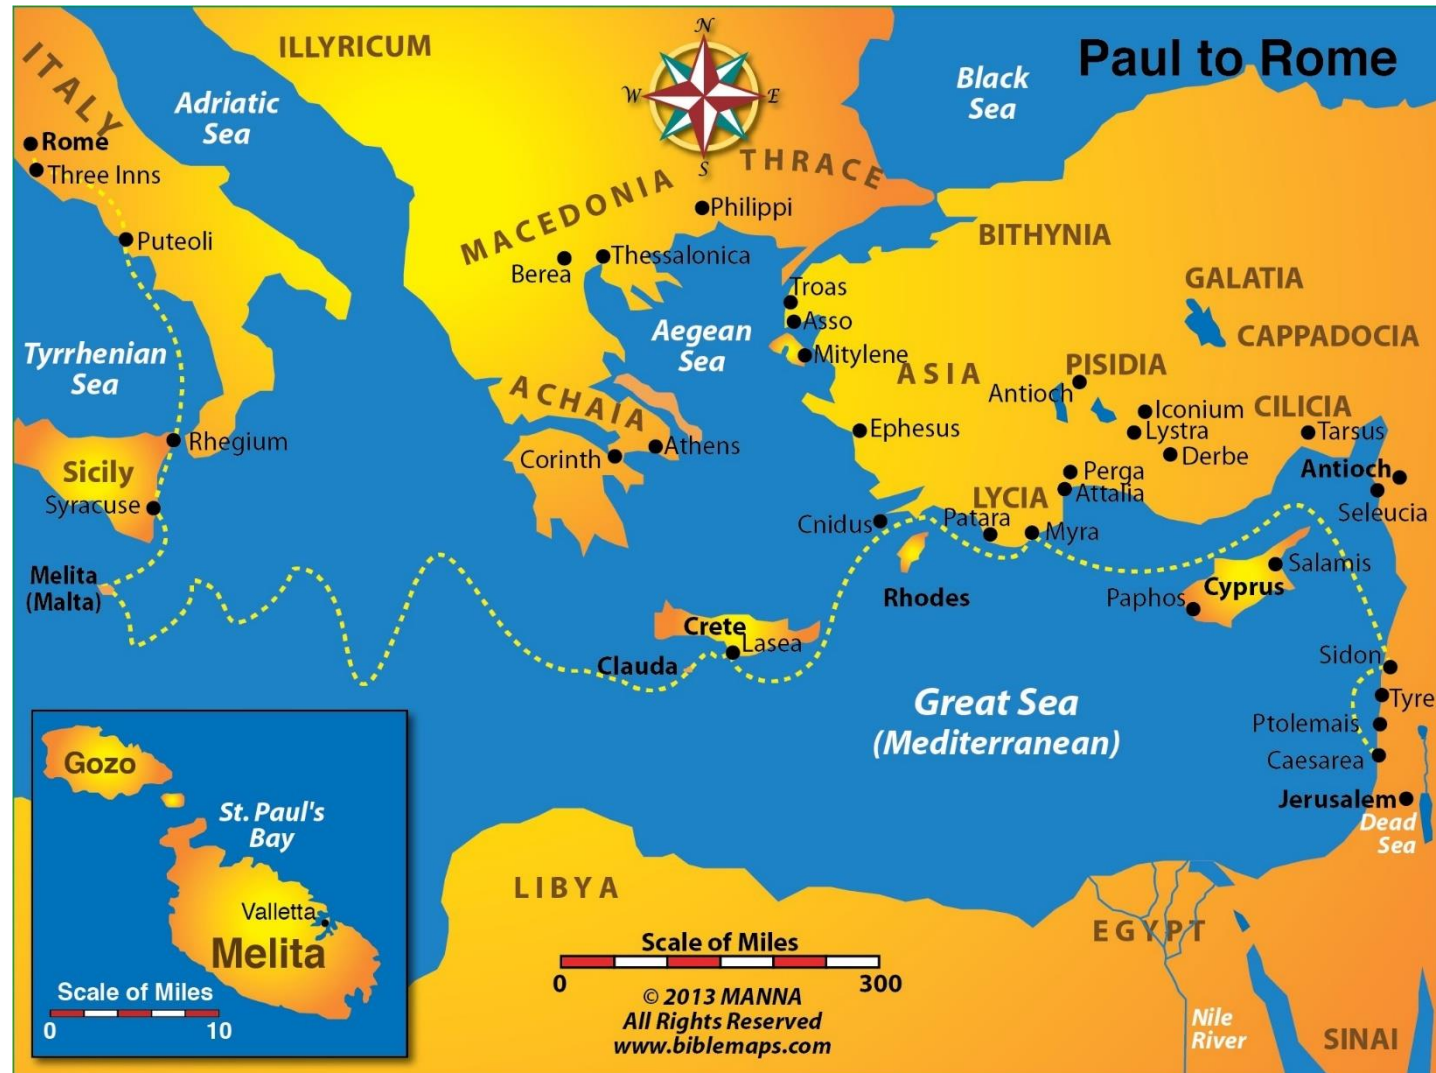 Paul to Rome
N
W
E
S
ITALY
ILLYRICUM
Adriatic
Sea
Black
Sea
Rome
Three Inns
Puteoli
MACEDONIA
THRACE
Philippi
Berea
Thessalonica
BITHYNIA
GALATIA
CAPPADOCIA
Troas
Asso
Mitylene
Aegean
Sea
Tyrrhenian
Sea
ASIA
PISIDIA
Antioch
Iconium
Lystra
Derbe
CILICIA
Tarsus
ACHAIA
Athens
Corinth
Ephesus
Rhegium
Sicily
Syracuse
Perga
Attalia
LYCIA
Patara
Myra
Antioch
Seleucia
Cnidus
Rhodes
Salamis
Cyprus
Paphos
Melita
(Malta)
Crete
Lasea
Clauda
Sidon
Tyre
Ptolemais
Caesarea
Jerusalem
Dead
Sea
Great Sea
(Mediterranean)
Gozo
St. Paul's
Bay
Valletta
Melita
Scale of Miles
0
10
LIBYA
EGYPT
Nile
River
SINAI
Scale of Miles
0
300
© 2013 MANNA
All Rights Reserved
www.biblemaps.com